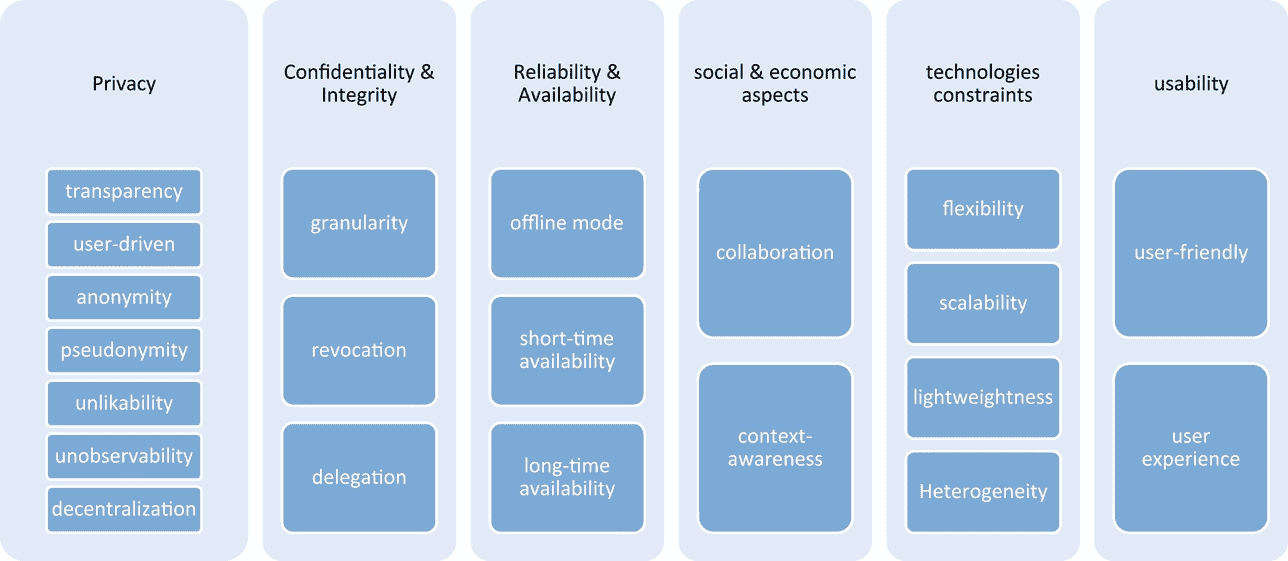 Privacy
transparency
user-driven
anonymity
pseudonymity
unlikability
unobservability
decentralization
Confidentiality &
Integrity
granularity
revocation
delegation
Reliability &
Availability
offline mode
short-time
availability
long-time
availability
social & economic
aspects
collaboration
context-
awareness
technologies
constraints
flexibility
scalability
lightweightness
Heterogeneity
usability
user-friendly
user
experience